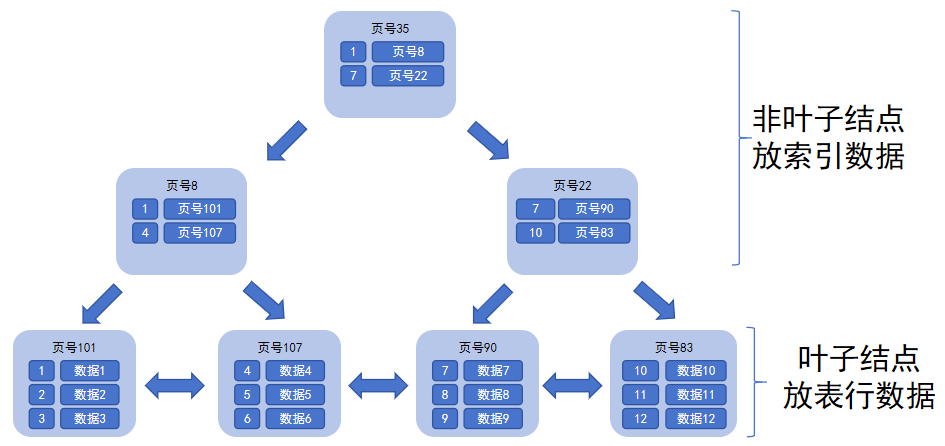 页号35
1 页号8
7 页号22
非叶子结点
放索引数据
页号8
1 页号101
4 页号107
页号22
7 页号90
10 页号83
页号101
1 数据1
2 数据2
3 数据3
页号107
4 数据4
5 数据5
6 数据6
页号90
7 数据7
8 数据8
9 数据9
页号83
10 数据10
11 数据11
12 数据12
叶子结点
放表行数据